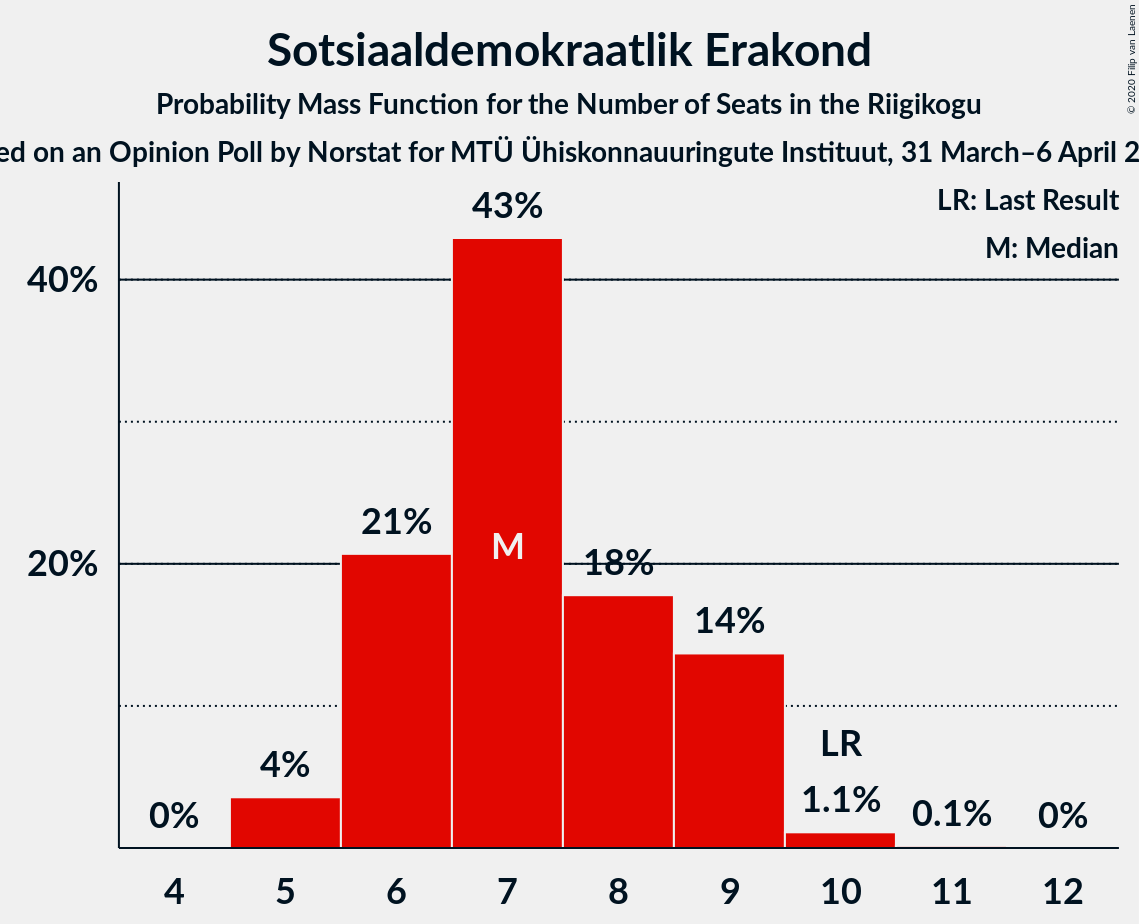 Sotsiaaldemokraatlik Erakond
Probability Mass Function for the Number of Seats in the Riigikogu
ed on an Opinion Poll by Norstat for MTÜ Ühiskonnauuringute Instituut, 31 March–6 April 2
© 2020 Filip van Laenen
LR: Last Result
M: Median
43%
40%
21%
M
20%
18%
14%
LR
4%
1.1%
0%
0.1%
0%
4 5 6 7 8 9 10 11 12